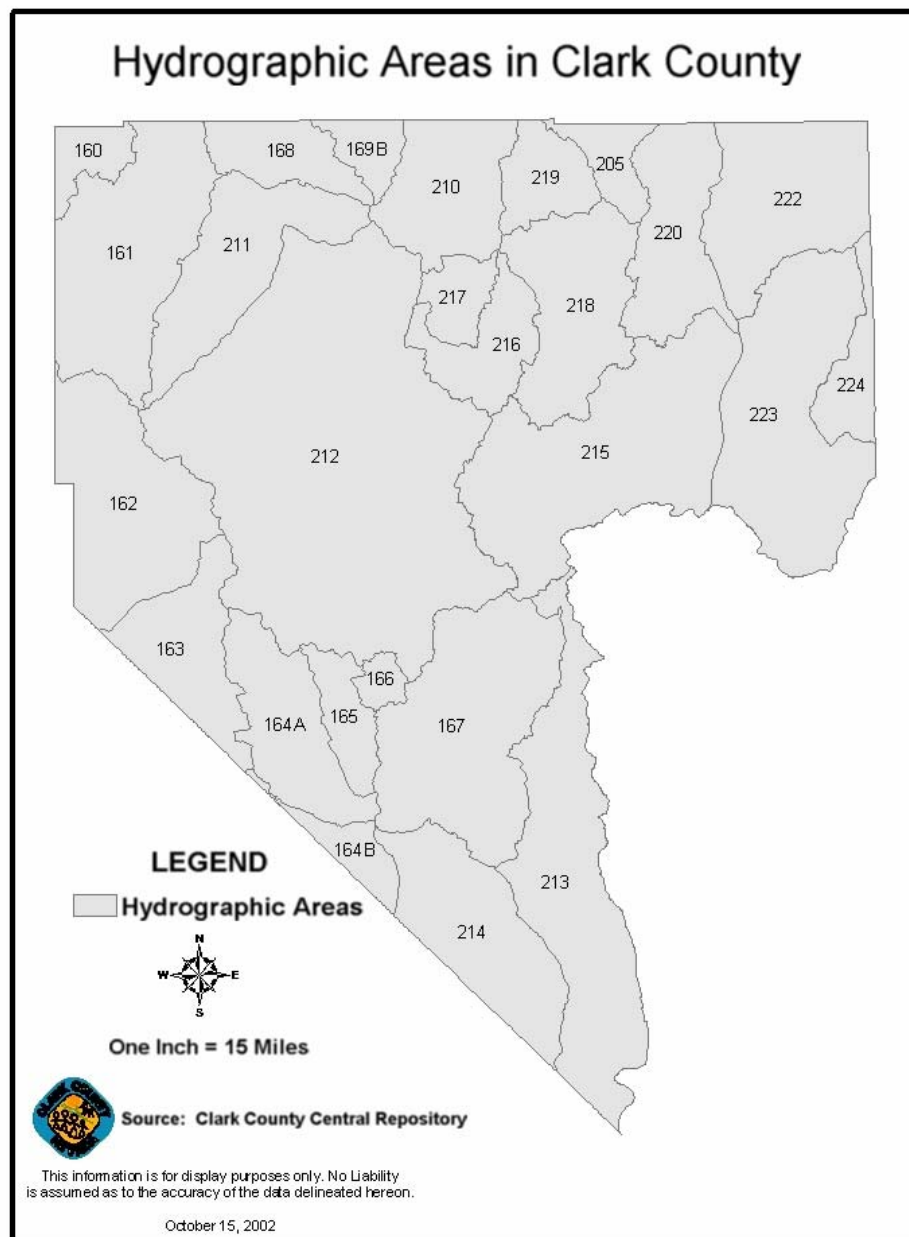 Hydrographic Areas in Clark County
160
168
169B
210
219
205
220
222
161
211
217
216
218
224
223
212
215
162
163
166
164A
165
167
164B
213
214
LEGEND
Hydrographic Areas
N
W E
S
One Inch = 15 Miles
CLARK COUNTY
Source: Clark County Central Repository
This information is for display purposes only. No Liability
is assumed as to the accuracy of the data delineated hereon.
October 15, 2002